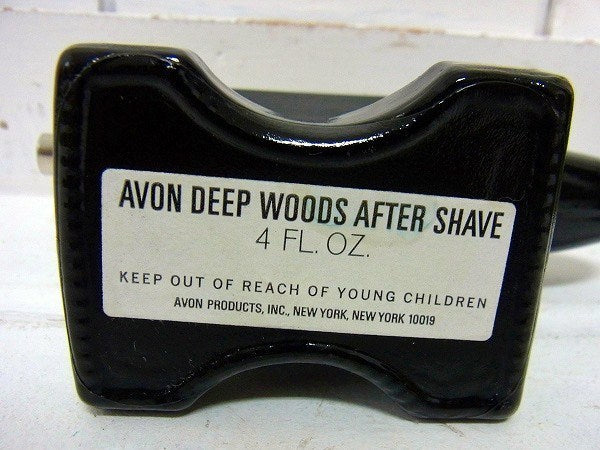 AVON DEEP WOODS AFTER SHAVE
4 FL. OZ.
KEEP OUT OF REACH OF YOUNG CHILDREN
AVON PRODUCTS, INC., NEW YORK, NEW YORK 10019